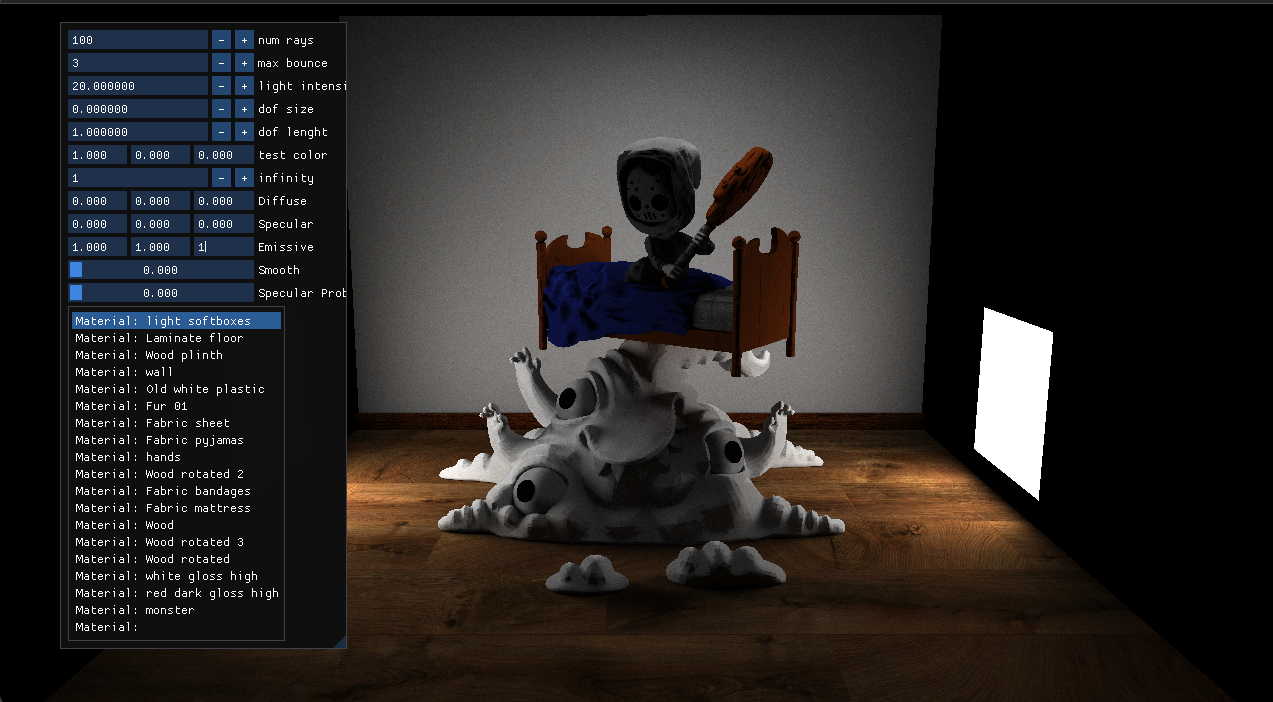 100 - + num rays
3 - + max bounce
20.000000 - + light intensi
0.000000 - + dof size
1.000000 - + dof lenght
1.000 0.000 0.000 test color
1 - + infinity
0.000 0.000 0.000 Diffuse
0.000 0.000 0.000 Specular
1.000 1.000 1 Emissive
0.000 Smooth
0.000 Specular Prob
Material: light softboxes
Material: Laminate floor
Material: Wood plinth
Material: wall
Material: Old white plastic
Material: Fur 01
Material: Fabric sheet
Material: Fabric pyjamas
Material: hands
Material: Wood rotated 2
Material: Fabric bandages
Material: Fabric mattress
Material: Wood
Material: Wood rotated 3
Material: Wood rotated
Material: white gloss high
Material: red dark gloss high
Material: monster
Material: